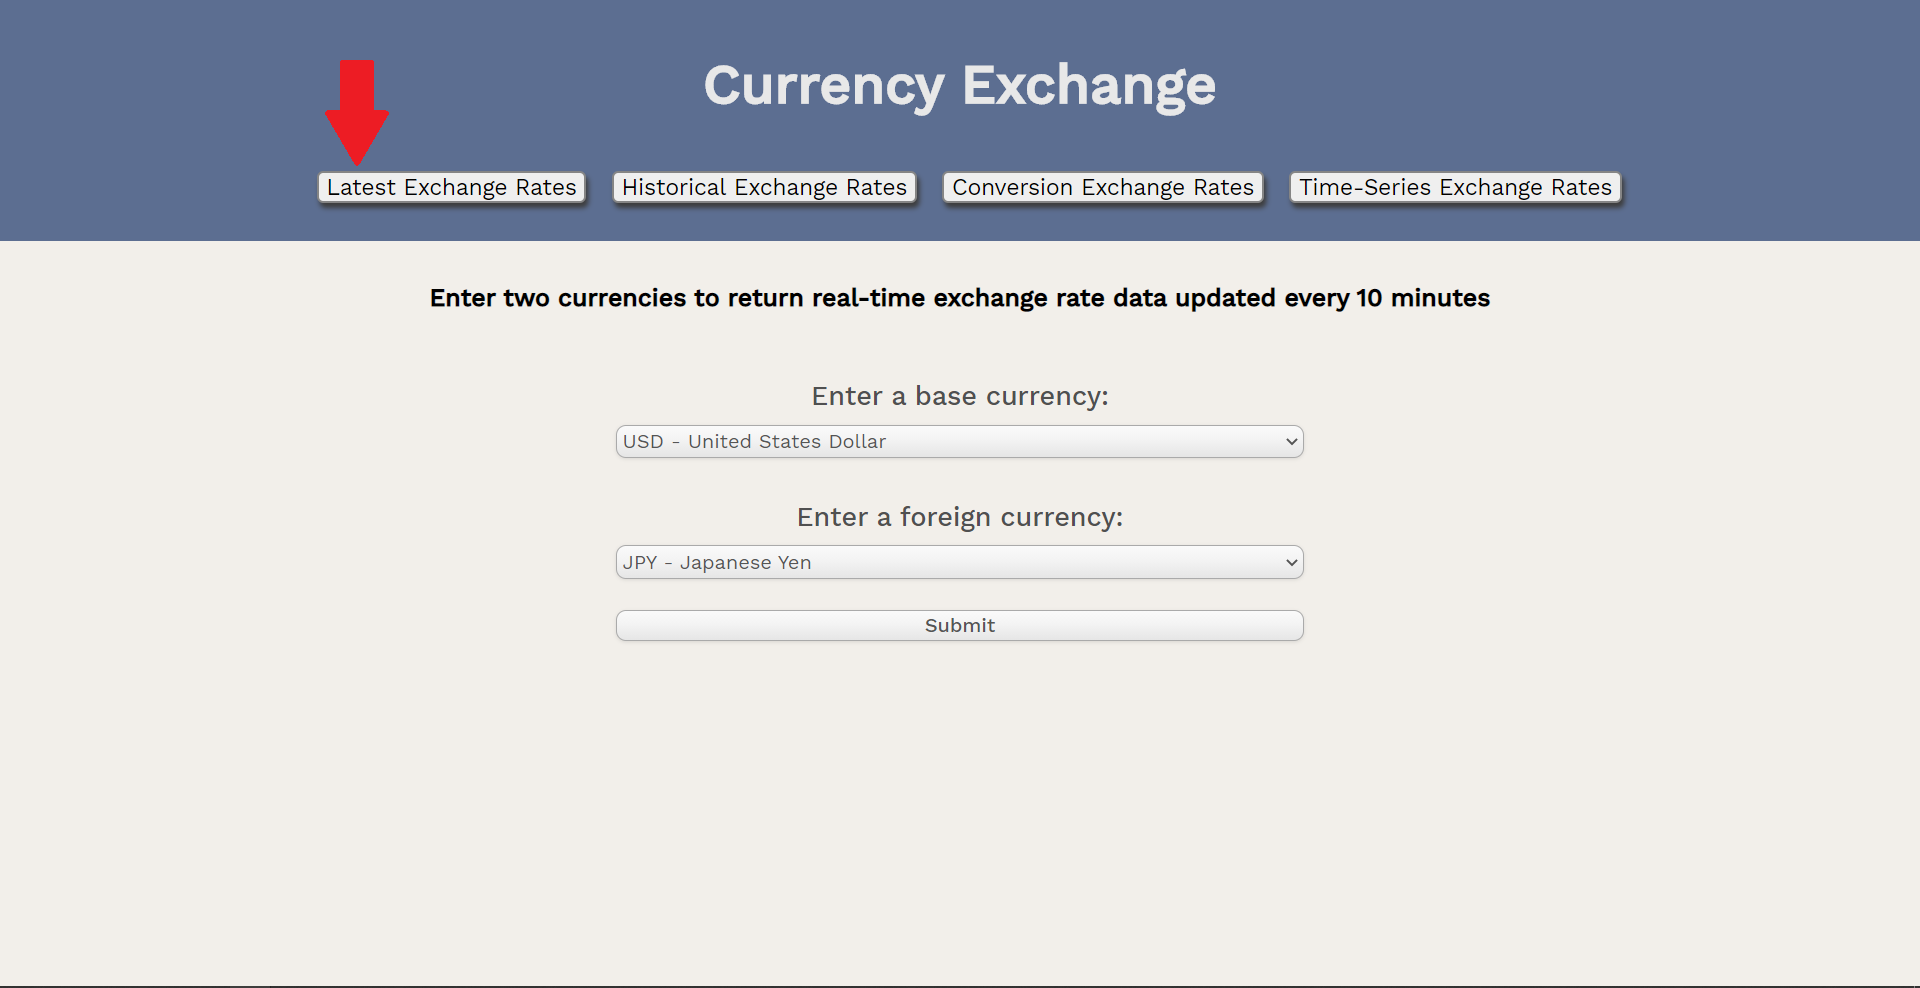 Currency Exchange
Latest Exchange Rates
Historical Exchange Rates
Conversion Exchange Rates
Time-Series Exchange Rates
Enter two currencies to return real-time exchange rate data updated every 10 minutes
Enter a base currency:
USD - United States Dollar
Enter a foreign currency:
JPY - Japanese Yen
Submit